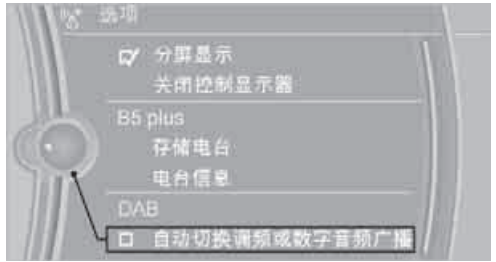 选项
分屏显示
关闭控制显示器
B5 plus
存储电台
电台信息
DAB
自动切换调频或数字音频广播